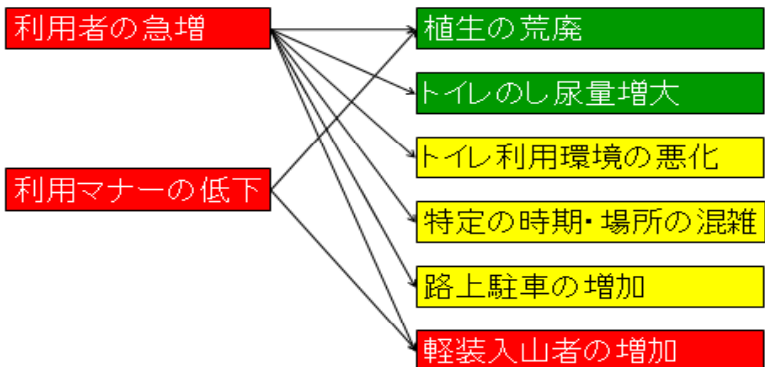 利用者の急増
植生の荒廃
トイレのし尿量増大
トイレ利用環境の悪化
利用マナーの低下
特定の時期・場所の混雑
路上駐車の増加
軽装入山者の増加